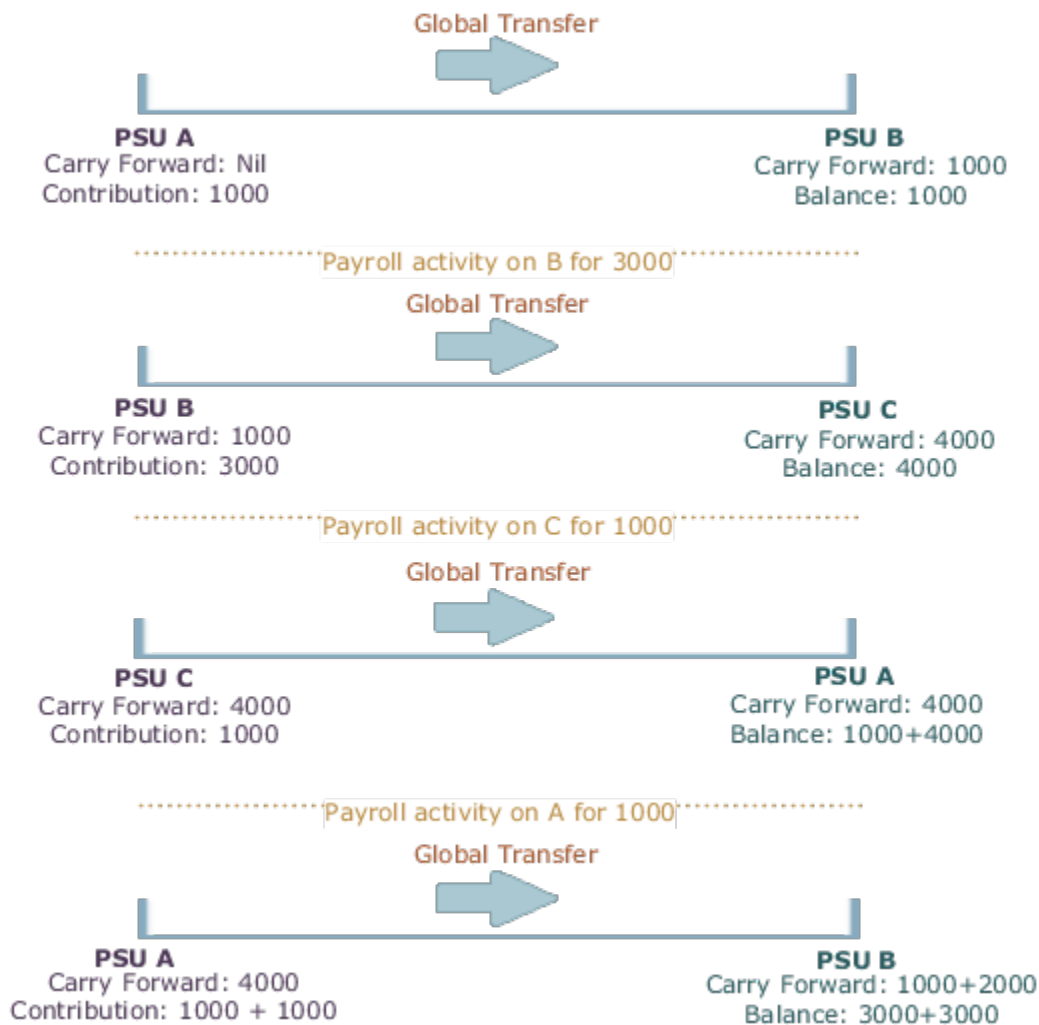 Global Transfer
PSU A
Carry Forward: Nil
Contribution: 1000
PSU B
Carry Forward: 1000
Balance: 1000
Payroll activity on B for 3000
Global Transfer
PSU B
Carry Forward: 1000
Contribution: 3000
PSU C
Carry Forward: 4000
Balance: 4000
Payroll activity on C for 1000
Global Transfer
PSU C
Carry Forward: 4000
Contribution: 1000
PSU A
Carry Forward: 4000
Balance: 1000+4000
Payroll activity on A for 1000
Global Transfer
PSU A
Carry Forward: 4000
Contribution: 1000 + 1000
PSU B
Carry Forward: 1000+2000
Balance: 3000+3000